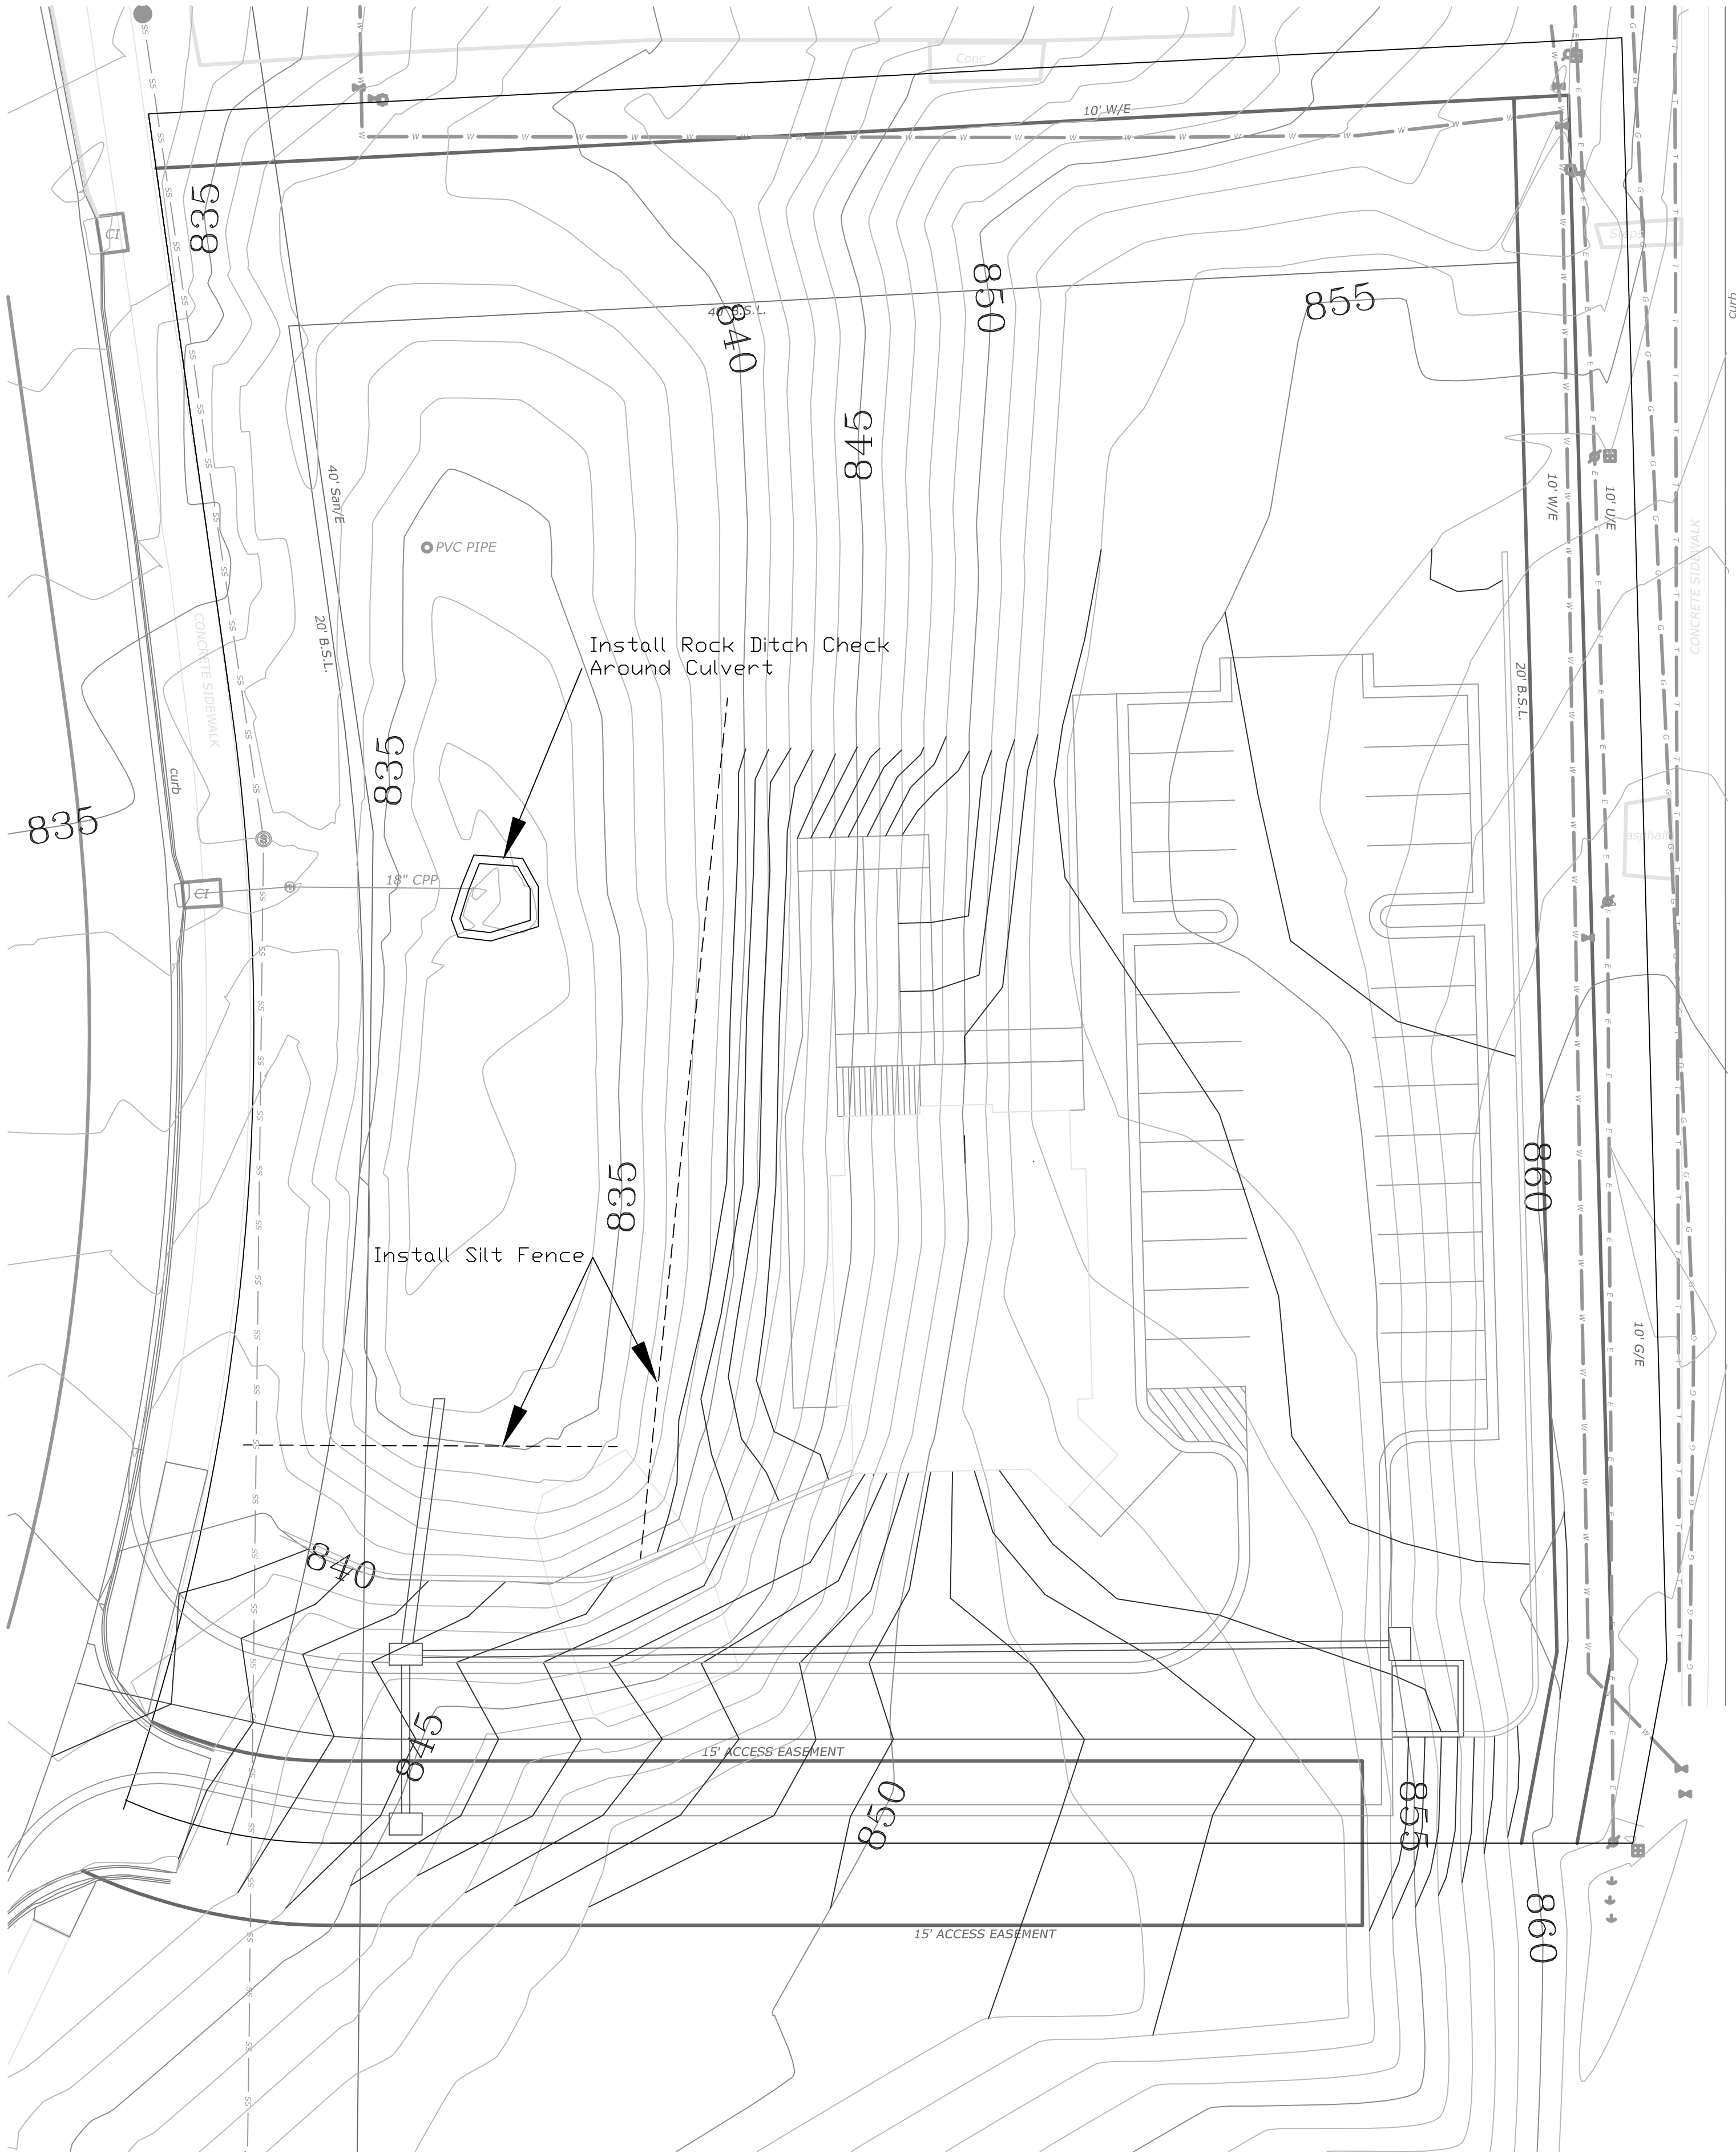 Conc
10' W/E
CI
835
840
40' B.S.L.
850
855
curb
845
40' San/E
10' W/E
10' U/E
PVC PIPE
CONCRETE SIDEWALK
CONCRETE SIDEWALK
20' B.S.L.
Install Rock Ditch Check
Around Culvert
20' B.S.L.
835
curb
835
asphalt
18" CPP
CI
S
835
860
Install Silt Fence
10' G/E
840
845
15' ACCESS EASEMENT
850
855
860
15' ACCESS EASEMENT